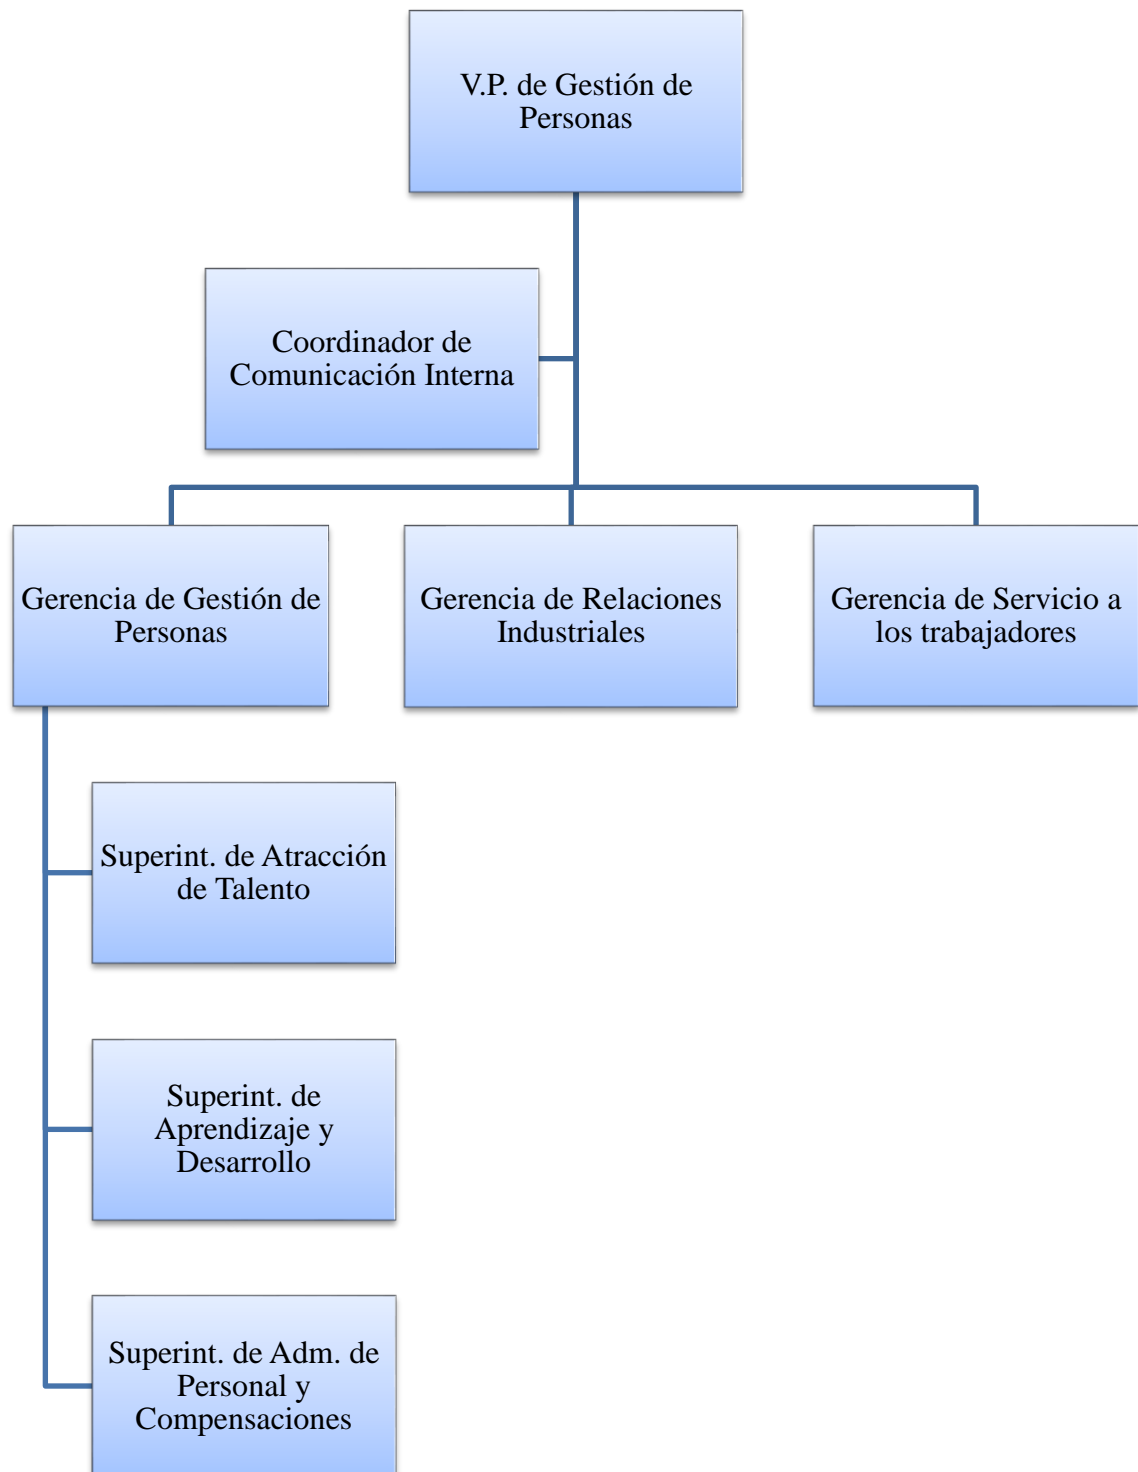 V.P. de Gestión de
Personas
Coordinador de
Comunicación Interna
Gerencia de Gestión de
Personas
Gerencia de Relaciones
Industriales
Gerencia de Servicio a
los trabajadores
Superint. de Atracción
de Talento
Superint. de
Aprendizaje y
Desarrollo
Superint. de Adm. de
Personal y
Compensaciones